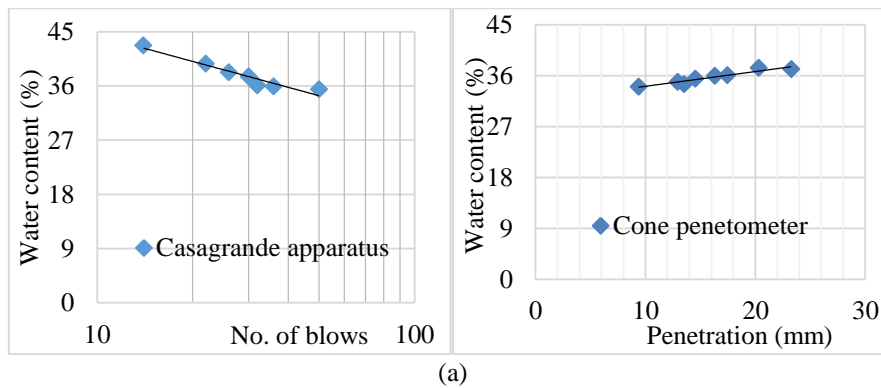 45
36
27
18
9
0
Water content (%)
Casagrande apparatus
10
No. of blows
100
45
36
27
18
9
0
Water content (%)
Cone penetometer
0
10
20
30
Penetration (mm)
(a)